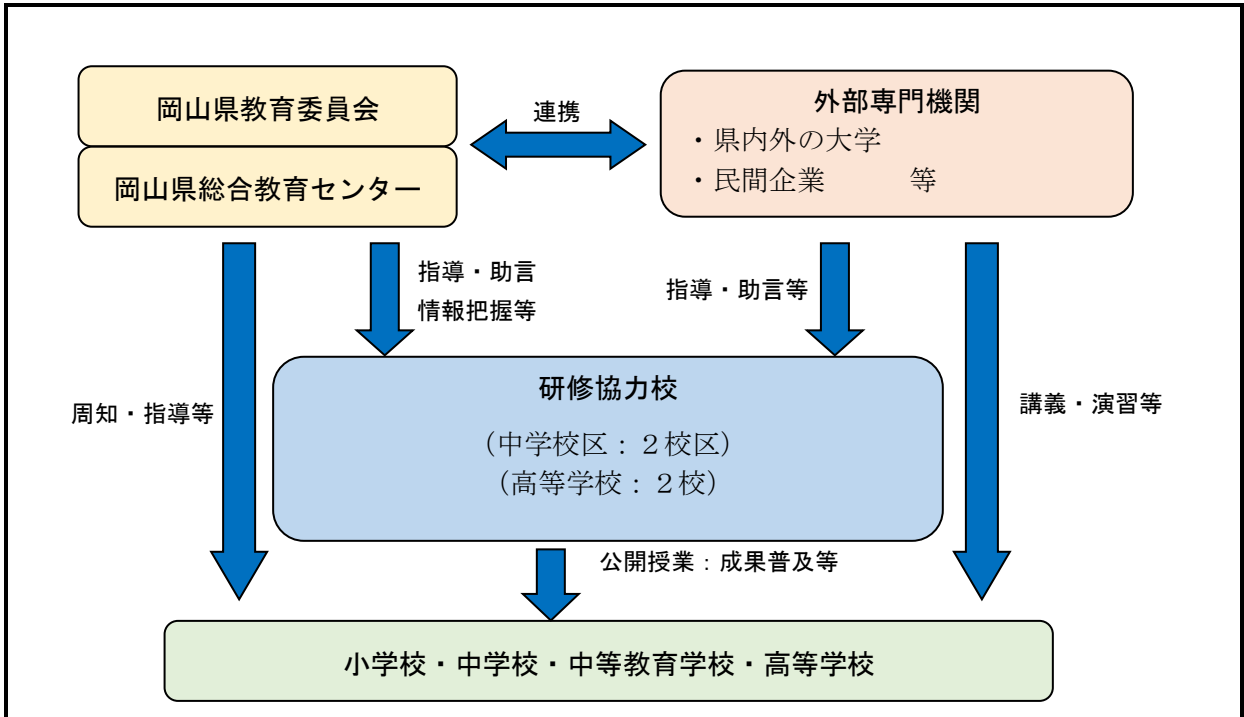 岡山県教育委員会
岡山県総合教育センター
連携
外部専門機関
・県内外の大学
・民間企業　　　等
指導・助言
情報把握等
指導・助言等
周知・指導等
研修協力校
（中学校区：２校区）
（高等学校：２校）
講義・演習等
公開授業：成果普及等
小学校・中学校・中等教育学校・高等学校